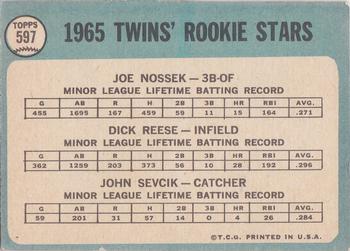 TOPPS
597
1965 TWINS' ROOKIE STARS
JOE NOSSEK — 3B-OF
MINOR LEAGUE LIFETIME BATTING RECORD
G AB R H 2B 3B HR RBI AVG.
455 1695 167 459 59 11 15 164 .271
DICK REESE — INFIELD
MINOR LEAGUE LIFETIME BATTING RECORD
G AB R H 2B 3B HR RBI AVG.
362 1259 203 373 56 10 28 192 .296
JOHN SEVCIK — CATCHER
MINOR LEAGUE LIFETIME BATTING RECORD
G AB R H 2B 3B HR RBI AVG.
59 201 31 57 14 0 4 26 .284
© T.C.G. PRINTED IN U.S.A.